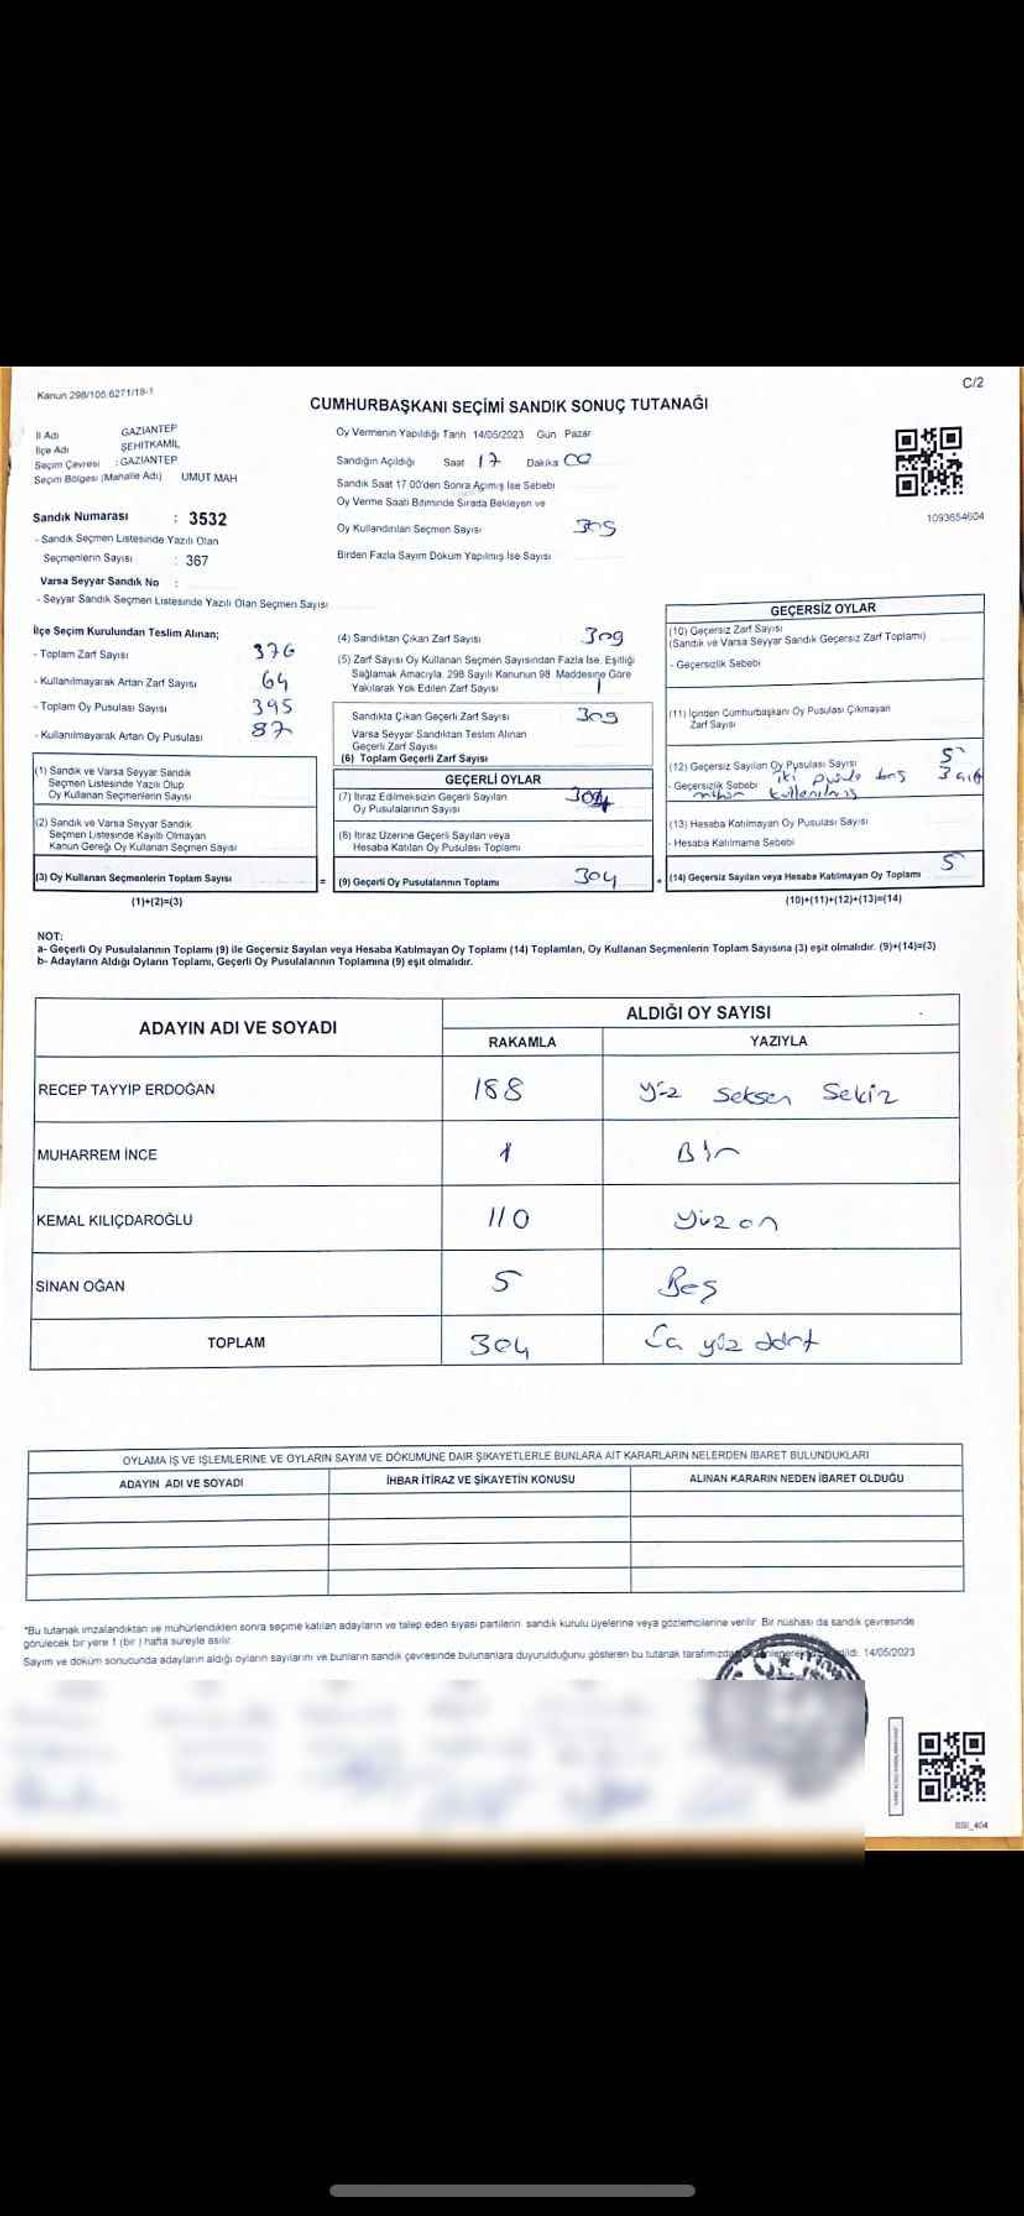 Kanun 298/105 6271/18-1
C/2
CUMHURBAŞKANI SEÇİMİ SANDIK SONUÇ TUTANAĞI
İl Adı GAZİANTEP
İlçe Adı ŞEHİTKAMİL
Seçim Çevresi : GAZİANTEP
Seçim Bölgesi (Mahalle Adı) UMUT MAH
Sandık Numarası : 3532
- Sandık Seçmen Listesinde Yazılı Olan
Seçmenlerin Sayısı : 367
Varsa Seyyar Sandık No :
- Seyyar Sandık Seçmen Listesinde Yazılı Olan Seçmen Sayısı
Oy Vermenin Yapıldığı Tarih 14/05/2023 Gün Pazar
Sandığın Açıldığı Saat 17 Dakika 00
Sandık Saat 17 00'den Sonra Açımış İse Sebebi
Oy Verme Saati Bitiminde Sırada Bekleyen ve
Oy Kullandırılan Seçmen Sayısı 309
Birden Fazla Sayım Döküm Yapılmış İse Sayısı
1093654604
İlçe Seçim Kurulundan Teslim Alınan;
- Toplam Zarf Sayısı 376
- Kullanılmayarak Artan Zarf Sayısı 64
- Toplam Oy Pusulası Sayısı 395
- Kullanılmayarak Artan Oy Pusulası 87
(1) Sandık ve Varsa Seyyar Sandık
Seçmen Listesinde Yazılı Olup
Oy Kullanan Seçmenlerin Sayısı
(2) Sandık ve Varsa Seyyar Sandık
Seçmen Listesinde Kayıtlı Olmayan
Kanun Gereği Oy Kullanan Seçmen Sayısı
(3) Oy Kullanan Seçmenlerin Toplam Sayısı
(1)+(2)=(3)
(4) Sandıktan Çıkan Zarf Sayısı 309
(5) Zarf Sayısı Oy Kullanan Seçmen Sayısından Fazla İse, Eşitliği
Sağlamak Amacıyla, 298 Sayılı Kanunun 98. Maddesine Göre
Yakılarak Yok Edilen Zarf Sayısı
Sandıkta Çıkan Geçerli Zarf Sayısı 309
Varsa Seyyar Sandıktan Teslim Alınan
Geçerli Zarf Sayısı
(6) Toplam Geçerli Zarf Sayısı
GEÇERLİ OYLAR
(7) İtiraz Edilmeksizin Geçerli Sayılan
Oy Pusulalarının Sayısı 304
(8) İtiraz Üzerine Geçerli Sayılan veya
Hesaba Katılan Oy Pusulası Toplamı
= (9) Geçerli Oy Pusulalarının Toplamı 304
GEÇERSİZ OYLAR
(10) Geçersiz Zarf Sayısı
(Sandık ve Varsa Seyyar Sandık Geçersiz Zarf Toplamı)
- Geçersizlik Sebebi
(11) İçinden Cumhurbaşkanı Oy Pusulası Çıkmayan
Zarf Sayısı
(12) Geçersiz Sayılan Oy Pusulası Sayısı 5
- Geçersizlik Sebebi iki pusula boş 3 adt
mühür kullanılmış
(13) Hesaba Katılmayan Oy Pusulası Sayısı
- Hesaba Katılmama Sebebi
+ (14) Geçersiz Sayılan veya Hesaba Katılmayan Oy Toplamı 5
(10)+(11)+(12)+(13)=(14)
NOT:
a- Geçerli Oy Pusulalarının Toplamı (9) ile Geçersiz Sayılan veya Hesaba Katılmayan Oy Toplamı (14) Toplamları, Oy Kullanan Seçmenlerin Toplam Sayısına (3) eşit olmalıdır. (9)+(14)=(3)
b- Adayların Aldığı Oyların Toplamı, Geçerli Oy Pusulalarının Toplamına (9) eşit olmalıdır.
ADAYIN ADI VE SOYADI
ALDIĞI OY SAYISI
RAKAMLA YAZIYLA
RECEP TAYYİP ERDOĞAN 188 Yüz Seksen Sekiz
MUHARREM İNCE 1 Bir
KEMAL KILIÇDAROĞLU 110 Yüz on
SİNAN OĞAN 5 Beş
TOPLAM 304 Üç yüz dört
OYLAMA İŞ VE İŞLEMLERİNE VE OYLARIN SAYIM VE DÖKÜMÜNE DAİR ŞİKAYETLERLE BUNLARA AİT KARARLARIN NELERDEN İBARET BULUNDUKLARI
ADAYIN ADI VE SOYADI
İHBAR İTİRAZ VE ŞİKAYETİN KONUSU
ALINAN KARARIN NEDEN İBARET OLDUĞU
*Bu tutanak imzalandıktan ve mühürlendikten sonra seçime katılan adayların ve talep eden siyasi partilerin sandık kurulu üyelerine veya gözlemcilerine verilir. Bir nüshası da sandık çevresinde
görülecek bir yere 1 (bir) hafta süreyle asılır.
Sayım ve döküm sonucunda adayların aldığı oyların sayılarını ve bunların sandık çevresinde bulunanlara duyurulduğunu gösteren bu tutanak 14/05/2023